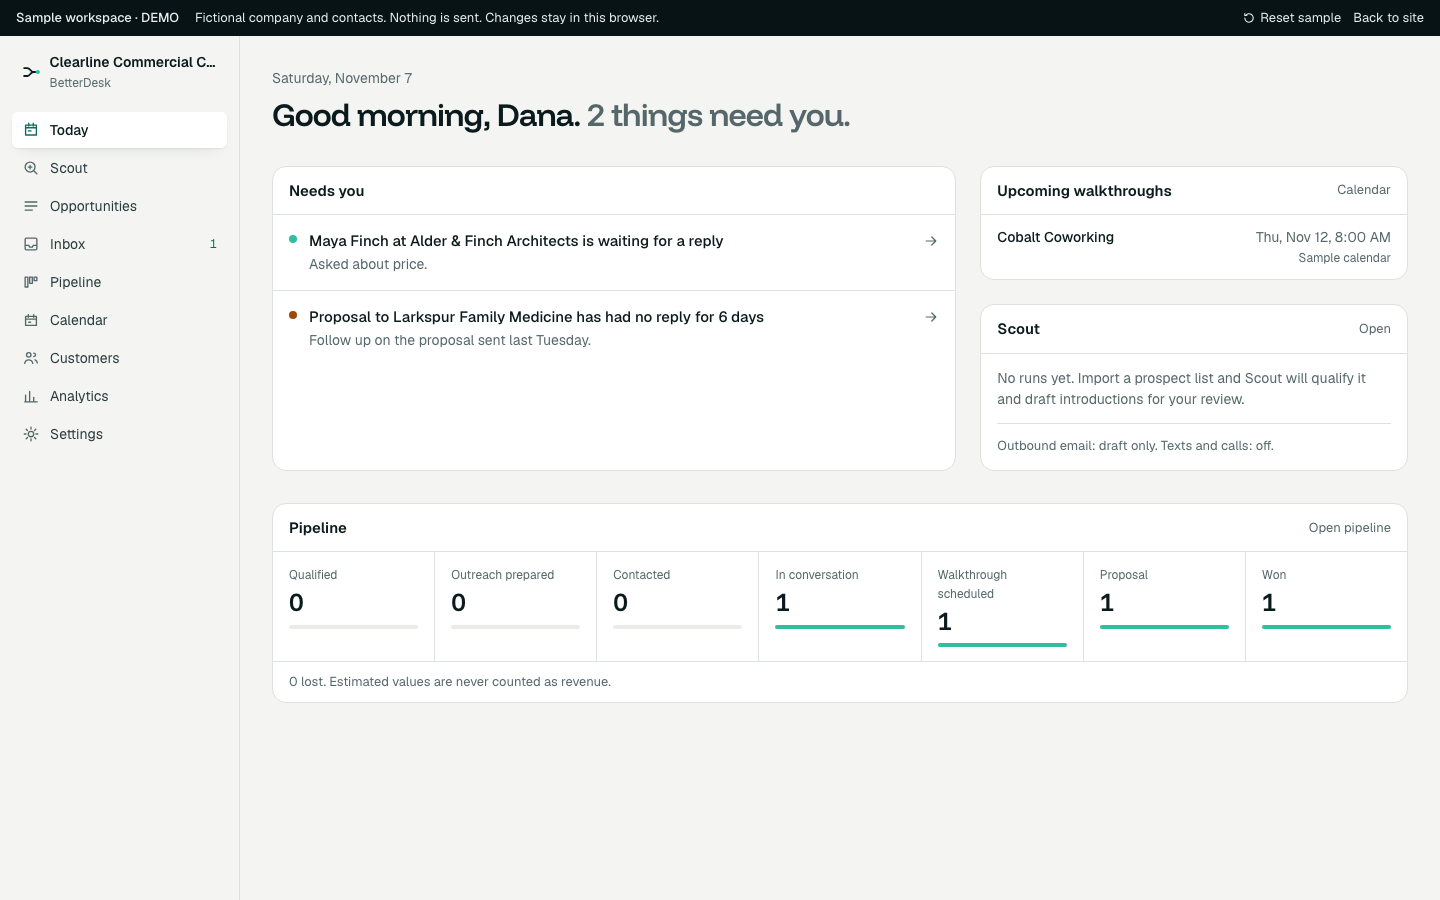 Sample workspace · DEMO
Fictional company and contacts. Nothing is sent. Changes stay in this browser.
Reset sample
Back to site
Clearline Commercial C...
BetterDesk
Today
Scout
Opportunities
Inbox 1
Pipeline
Calendar
Customers
Analytics
Settings
Saturday, November 7
Good morning, Dana. 2 things need you.
Needs you
Maya Finch at Alder & Finch Architects is waiting for a reply
Asked about price.
Proposal to Larkspur Family Medicine has had no reply for 6 days
Follow up on the proposal sent last Tuesday.
Upcoming walkthroughs
Calendar
Cobalt Coworking
Thu, Nov 12, 8:00 AM
Sample calendar
Scout
Open
No runs yet. Import a prospect list and Scout will qualify it
and draft introductions for your review.
Outbound email: draft only. Texts and calls: off.
Pipeline
Open pipeline
Qualified
0
Outreach prepared
0
Contacted
0
In conversation
1
Walkthrough
scheduled
1
Proposal
1
Won
1
0 lost. Estimated values are never counted as revenue.